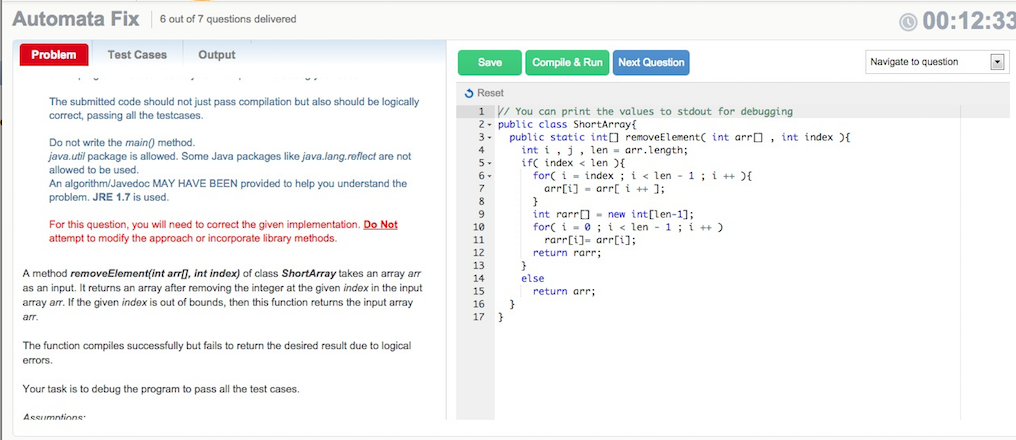 Automata Fix
6 out of 7 questions delivered
00:12:33
Problem
Test Cases
Output
The submitted code should not just pass compilation but also should be logically
correct, passing all the testcases.
Do not write the main() method.
java.util package is allowed. Some Java packages like java.lang.reflect are not
allowed to be used.
An algorithm/Javedoc MAY HAVE BEEN provided to help you understand the
problem. JRE 1.7 is used.
For this question, you will need to correct the given implementation. Do Not
attempt to modify the approach or incorporate library methods.
A method removeElement(int arr[], int index) of class ShortArray takes an array arr
as an input. It returns an array after removing the integer at the given index in the input
array arr. If the given index is out of bounds, then this function returns the input array
arr.
The function compiles successfully but fails to return the desired result due to logical
errors.
Your task is to debug the program to pass all the test cases.
Assumptions:
Save
Compile & Run
Next Question
Navigate to question
Reset
1 // You can print the values to stdout for debugging
2 public class ShortArray{
3 public static int[] removeElement( int arr[] , int index ){
4 int i , j , len = arr.length;
5 if( index < len ){
6 for( i = index ; i < len - 1 ; i ++ ){
7 arr[i] = arr[ i ++ ];
8 }
9 int rarr[] = new int[len-1];
10 for( i = 0 ; i < len - 1 ; i ++ )
11 rarr[i]= arr[i];
12 return rarr;
13 }
14 else
15 return arr;
16 }
17 }